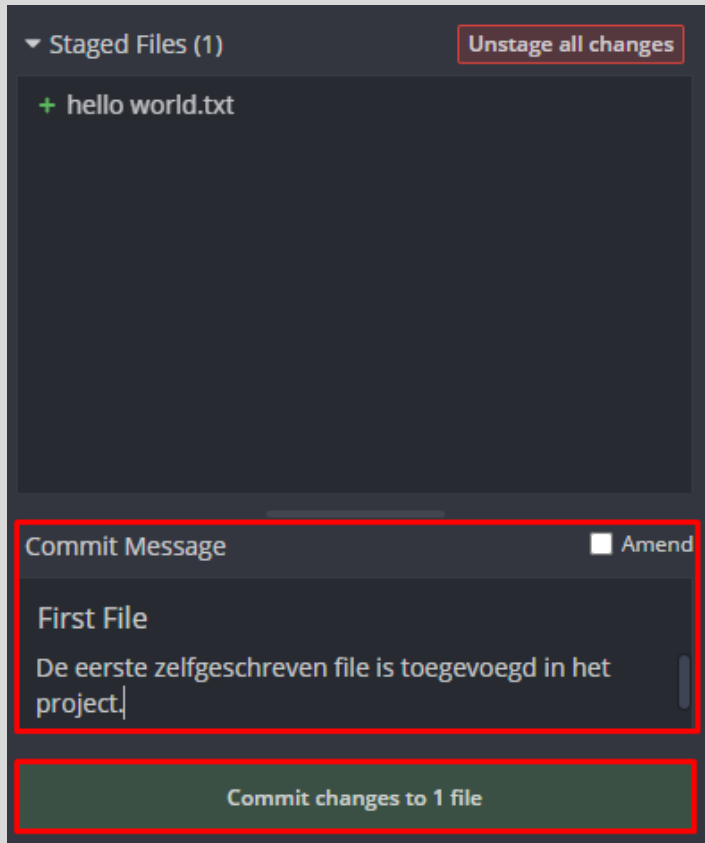 Staged Files (1)
Unstage all changes
+ hello world.txt
Commit Message
Amend
First File
De eerste zelfgeschreven file is toegevoegd in het
project.
Commit changes to 1 file